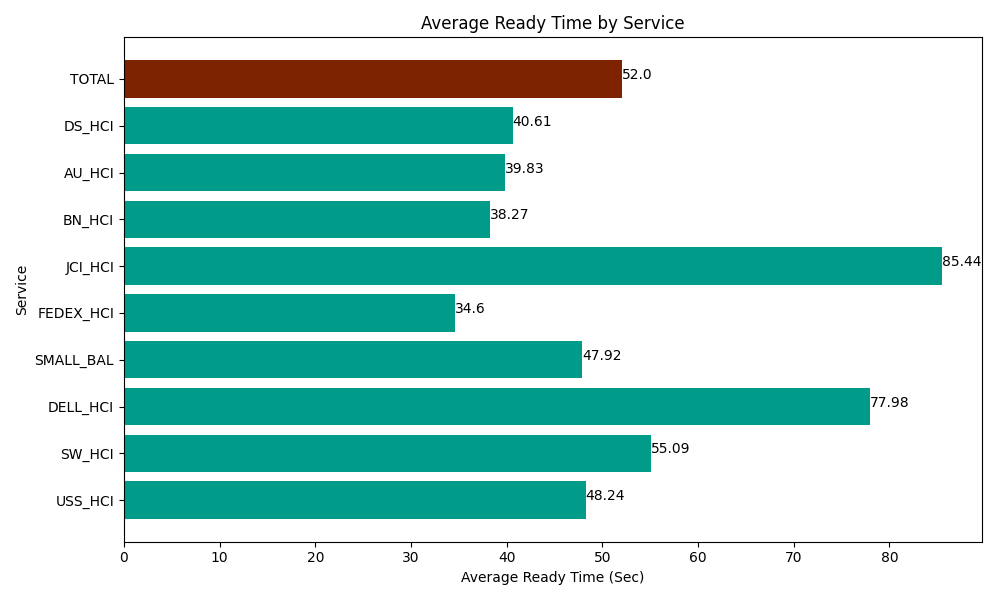 Average Ready Time by Service
Service
TOTAL 52.0
DS_HCI 40.61
AU_HCI 39.83
BN_HCI 38.27
JCI_HCI 85.44
FEDEX_HCI 34.6
SMALL_BAL 47.92
DELL_HCI 77.98
SW_HCI 55.09
USS_HCI 48.24
0 10 20 30 40 50 60 70 80
Average Ready Time (Sec)